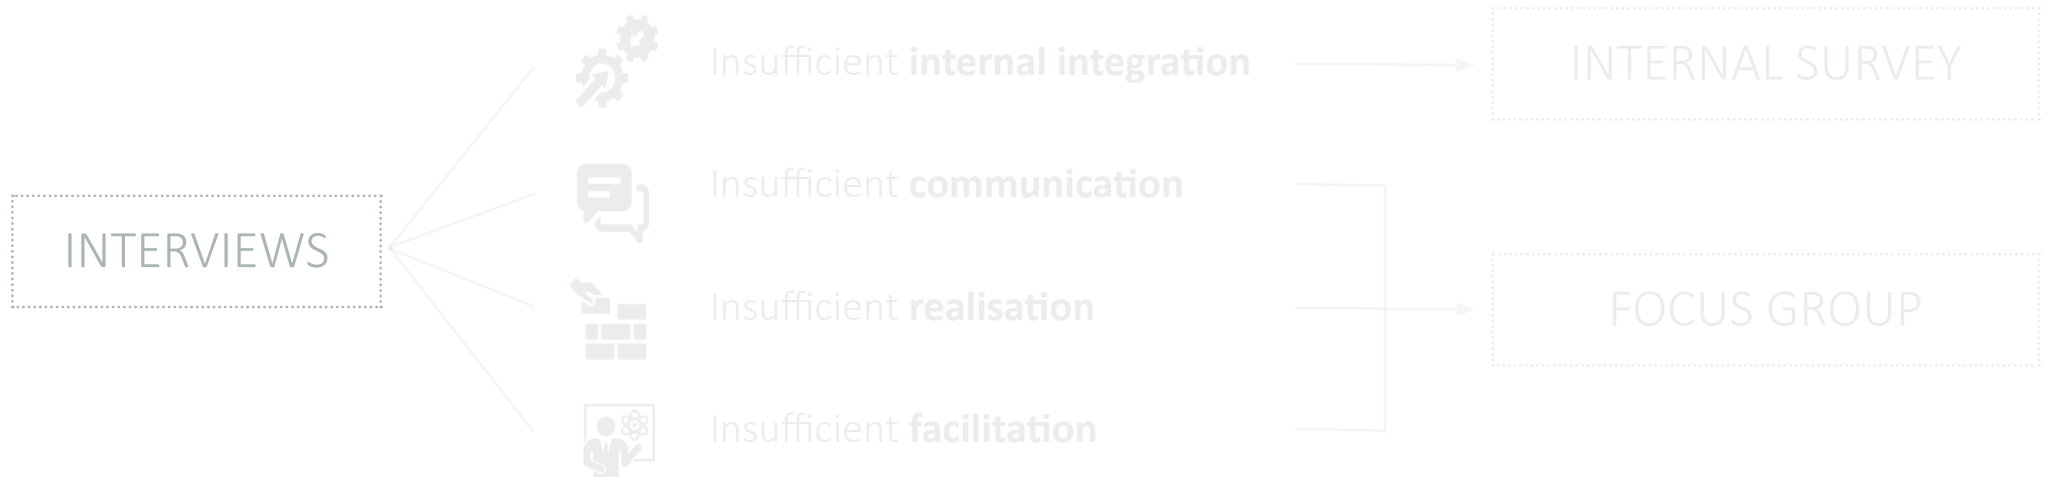 Insufficient internal integration
INTERNAL SURVEY
Insufficient communication
INTERVIEWS
Insufficient realisation
FOCUS GROUP
Insufficient facilitation